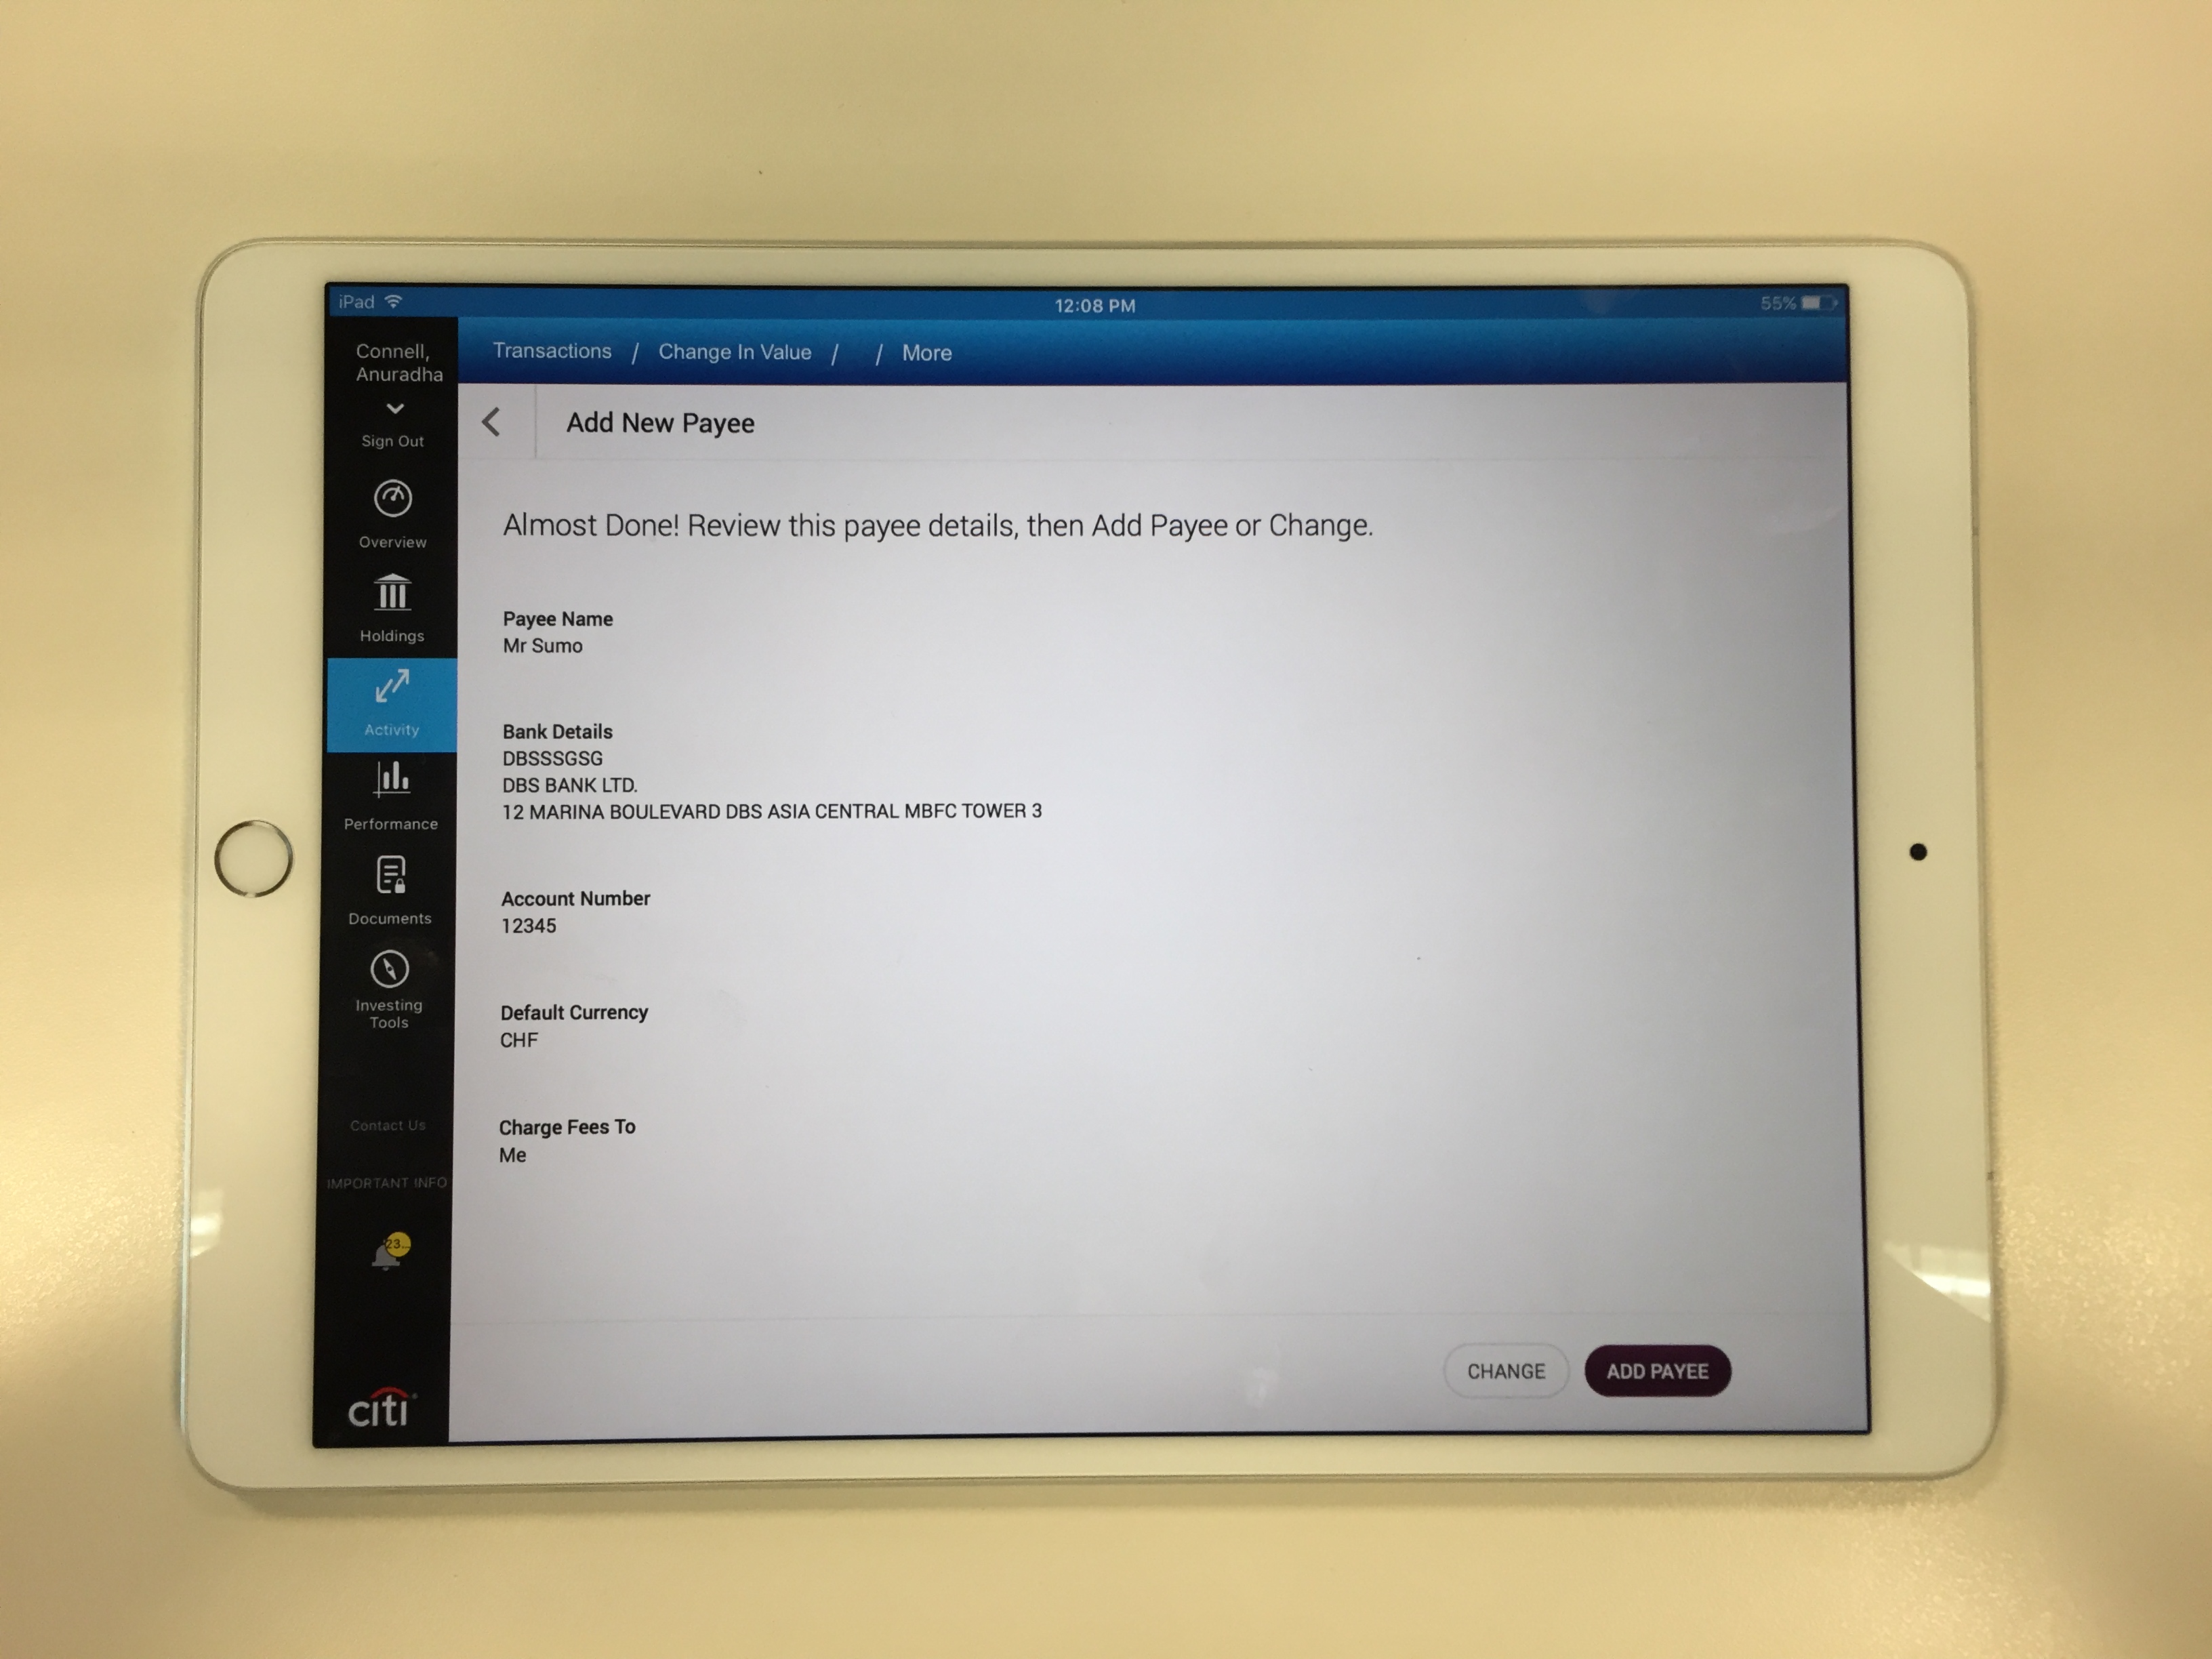 iPad
12:08 PM
55%
Connell,
Anuradha
Sign Out
Overview
Holdings
Activity
Performance
Documents
Investing
Tools
Contact Us
IMPORTANT INFO
citi
Transactions / Change In Value / / More
Add New Payee
Almost Done! Review this payee details, then Add Payee or Change.
Payee Name
Mr Sumo
Bank Details
DBSSSGSG
DBS BANK LTD.
12 MARINA BOULEVARD DBS ASIA CENTRAL MBFC TOWER 3
Account Number
12345
Default Currency
CHF
Charge Fees To
Me
CHANGE
ADD PAYEE